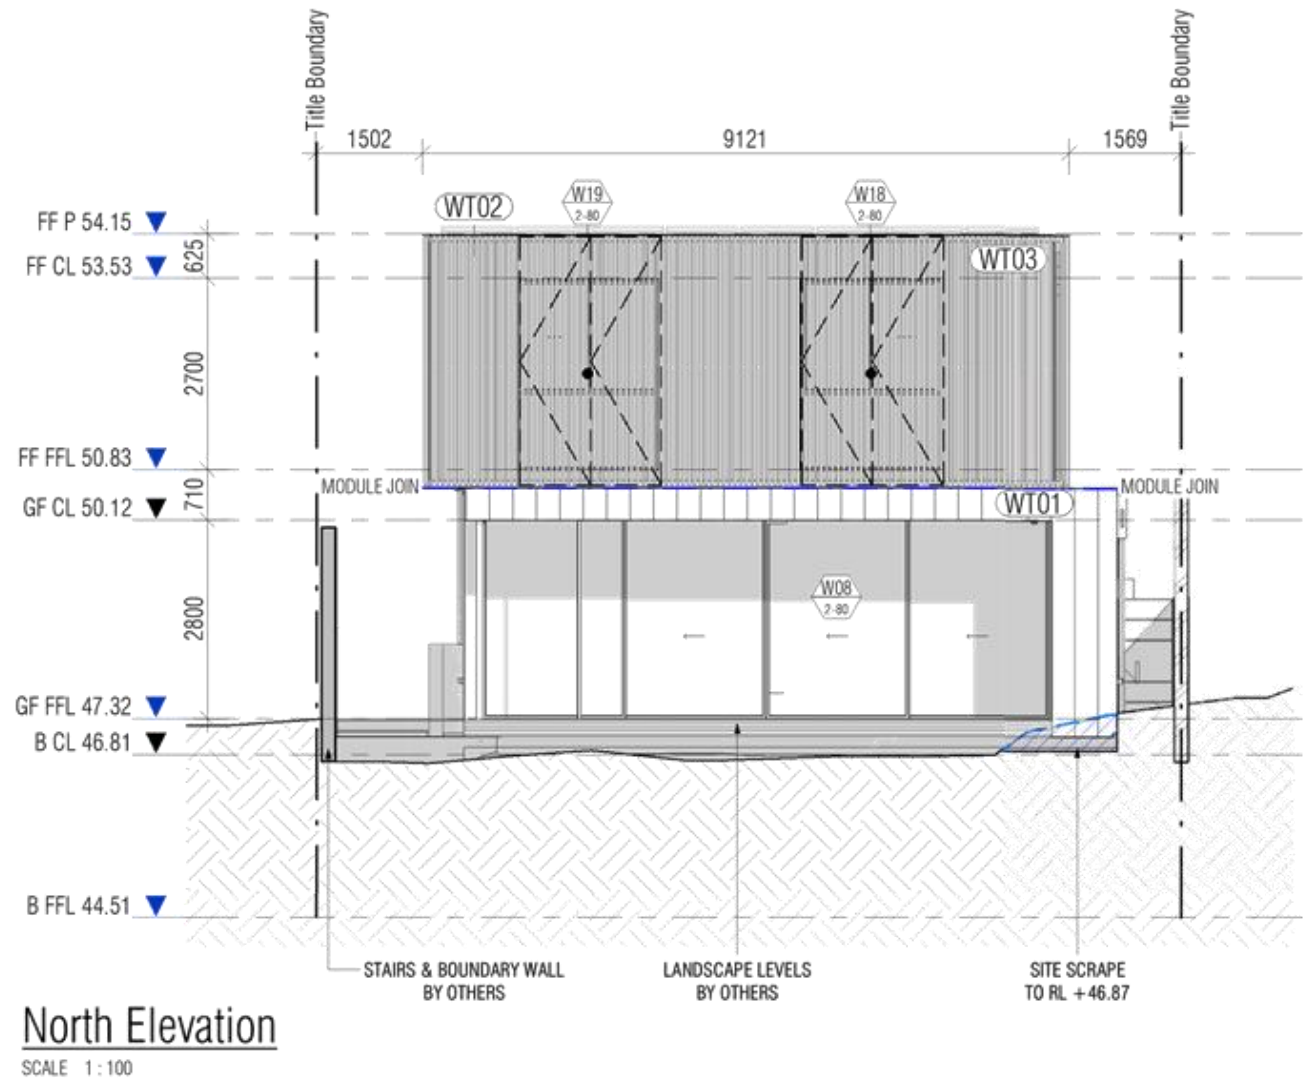 Title Boundary
Title Boundary
1502
9121
1569
W19
2-80
W18
2-80
WT02
FF P 54.15
625
WT03
FF CL 53.53
2700
FF FFL 50.83
710
MODULE JOIN
MODULE JOIN
GF CL 50.12
WT01
W08
2-80
2800
GF FFL 47.32
B CL 46.81
B FFL 44.51
STAIRS & BOUNDARY WALL
BY OTHERS
LANDSCAPE LEVELS
BY OTHERS
SITE SCRAPE
TO RL +46.87
North Elevation
SCALE 1 : 100